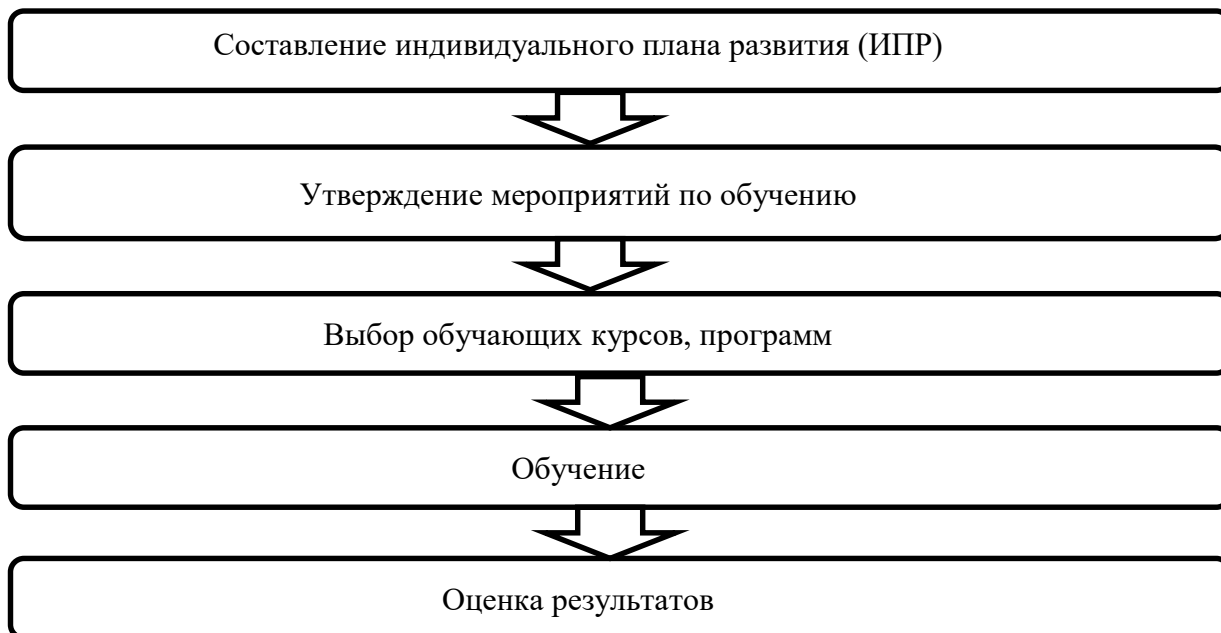 Составление индивидуального плана развития (ИПР)
Утверждение мероприятий по обучению
Выбор обучающих курсов, программ
Обучение
Оценка результатов